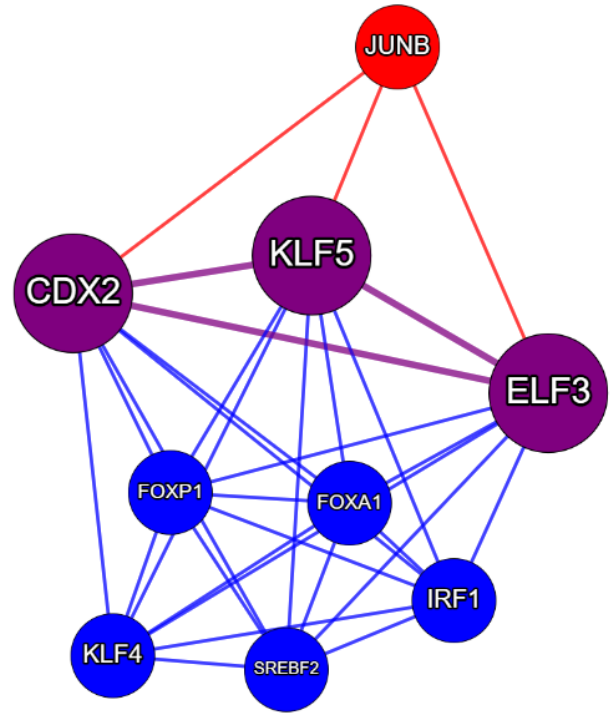 JUNB
KLF5
CDX2
ELF3
FOXP1
FOXA1
IRF1
KLF4
SREBF2